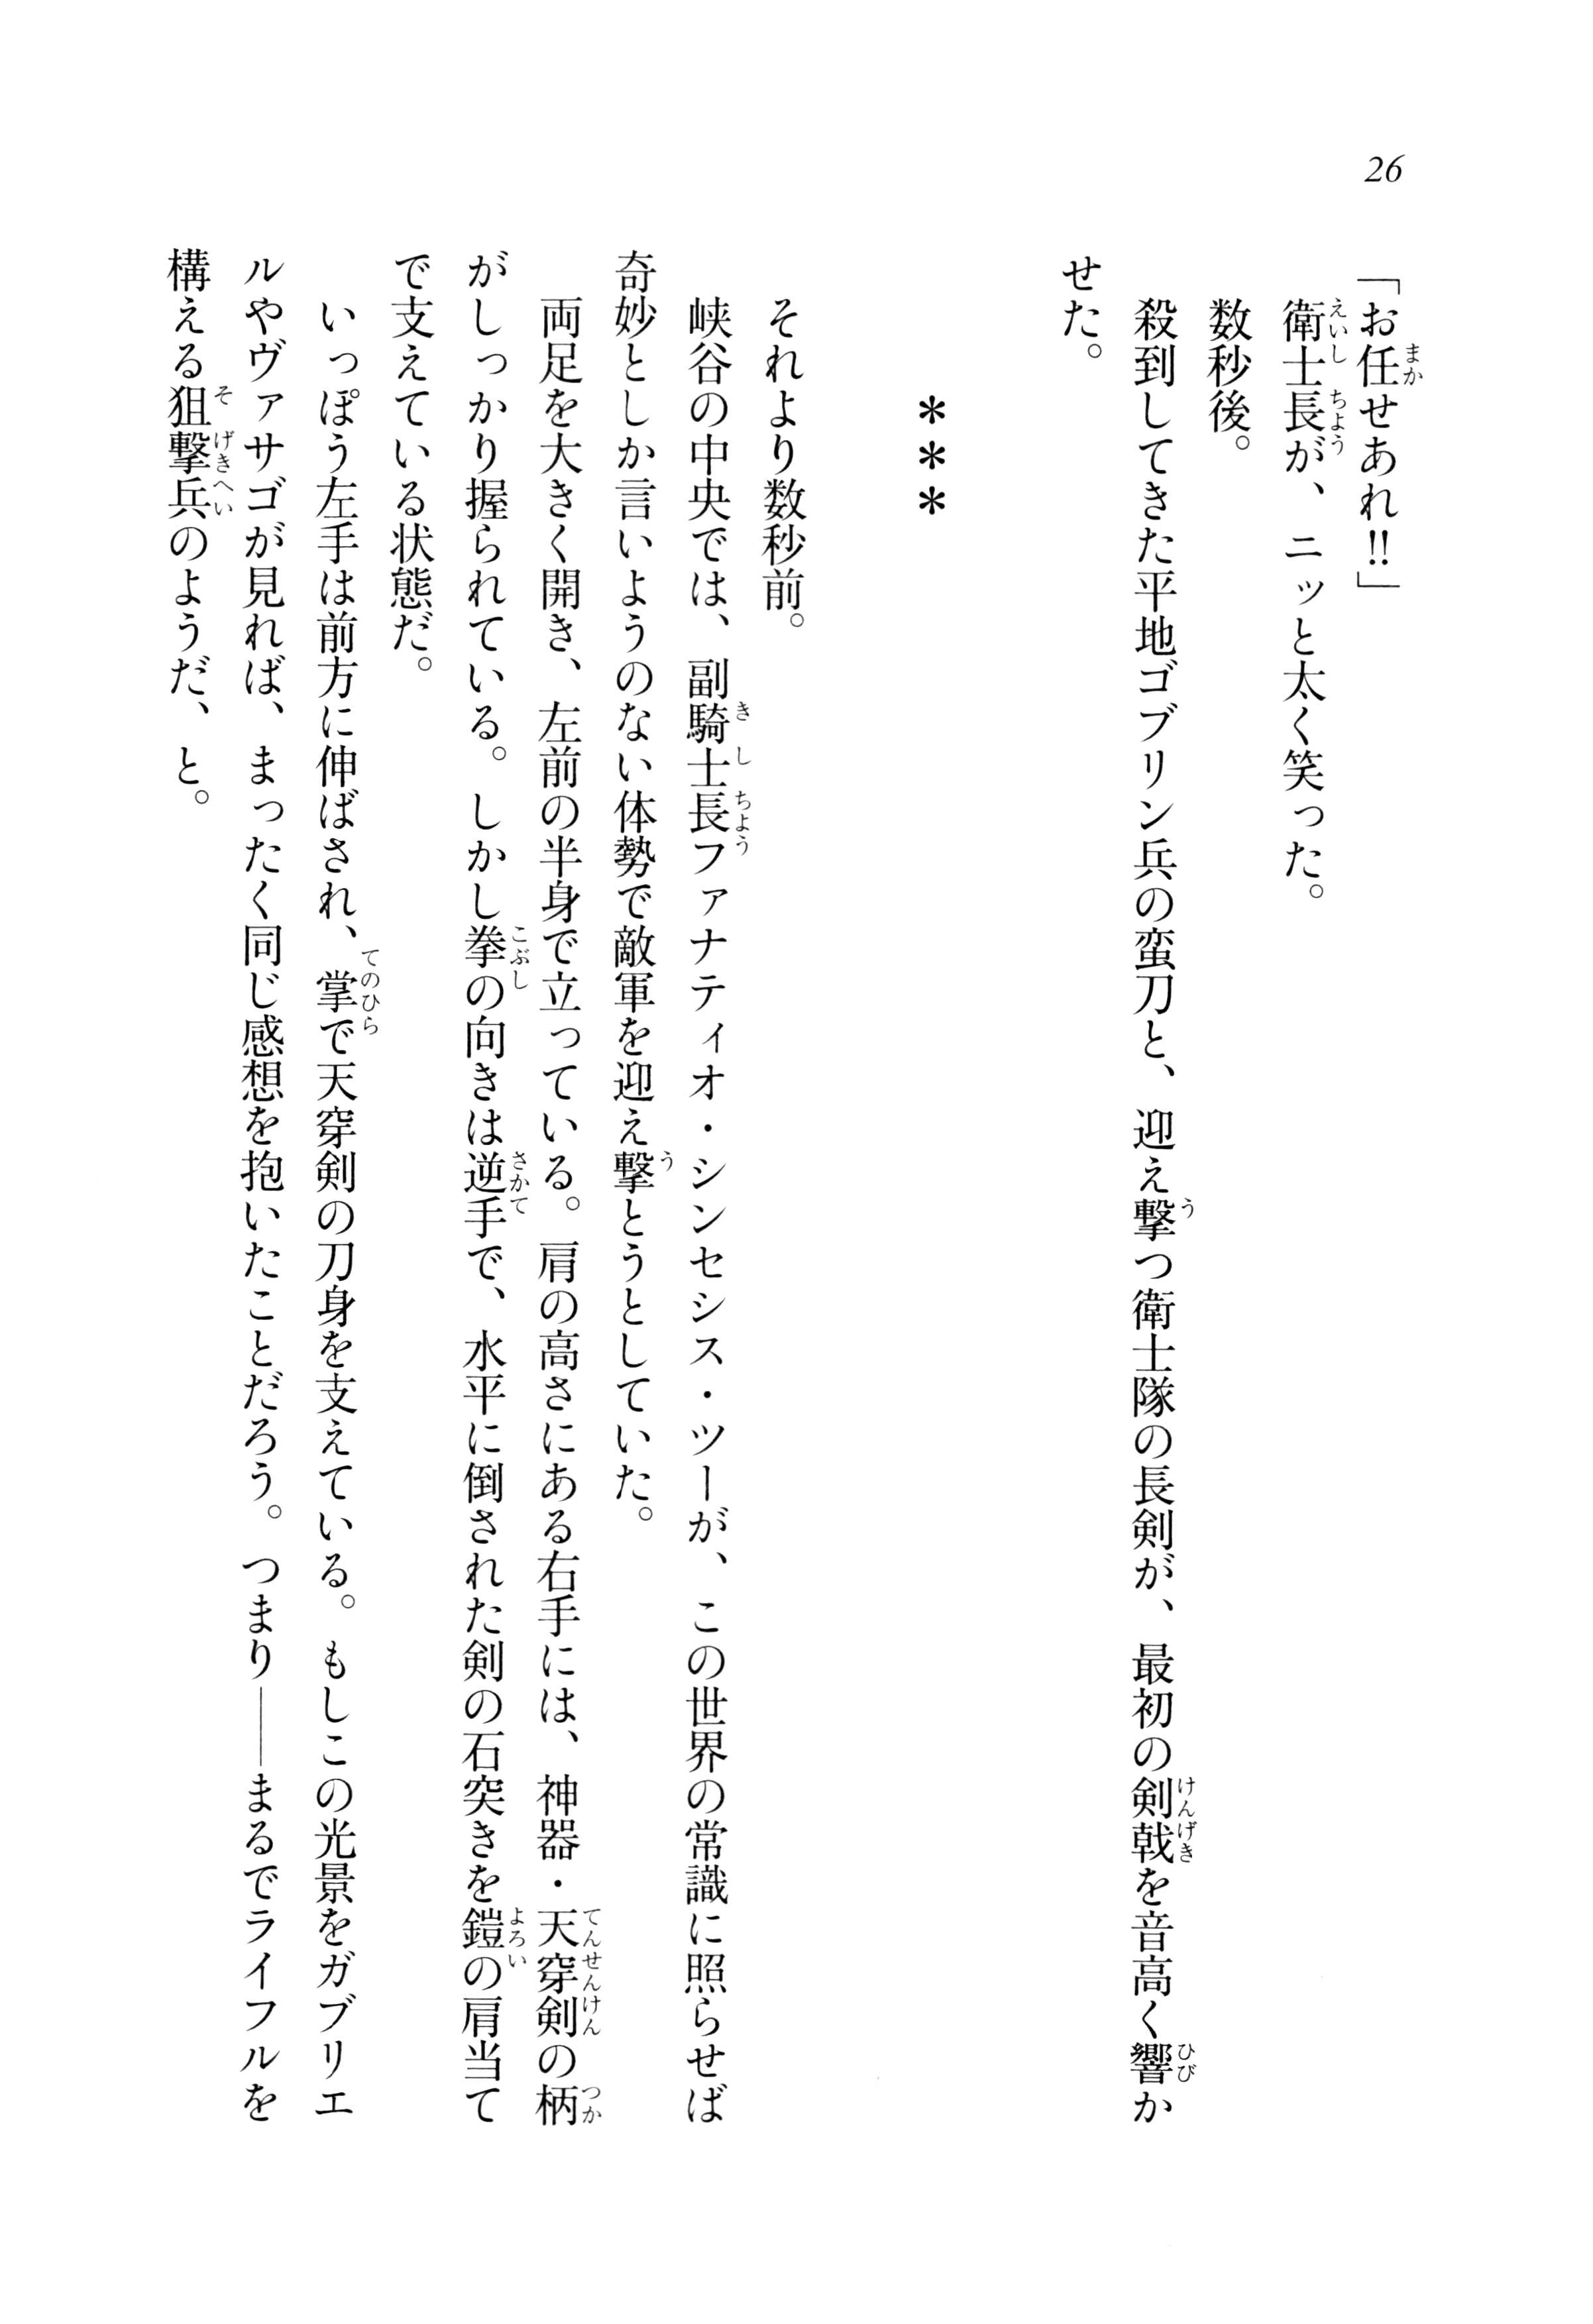 26
「お任せあれ!!」
衛士長が、ニッと太く笑った。
数秒後。
殺到してきた平地ゴブリン兵の蛮刀と、迎え撃つ衛士隊の長剣が、最初の剣戟を音高く響か
せた。
＊＊＊
それより数秒前。
峡谷の中央では、副騎士長ファナティオ・シンセシス・ツーが、この世界の常識に照らせば
奇妙としか言いようのない体勢で敵軍を迎え撃とうとしていた。
両足を大きく開き、左前の半身で立っている。肩の高さにある右手には、神器・天穿剣の柄
がしっかり握られている。しかし拳の向きは逆手で、水平に倒された剣の石突きを鎧の肩当て
で支えている状態だ。
いっぽう左手は前方に伸ばされ、掌で天穿剣の刀身を支えている。もしこの光景をガブリエ
ルやヴァサゴが見れば、まったく同じ感想を抱いたことだろう。つまり――まるでライフルを
構える狙撃兵のようだ、と。